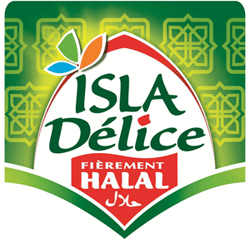 ISLA
Délice
FIÈREMENT
HALAL
حلال